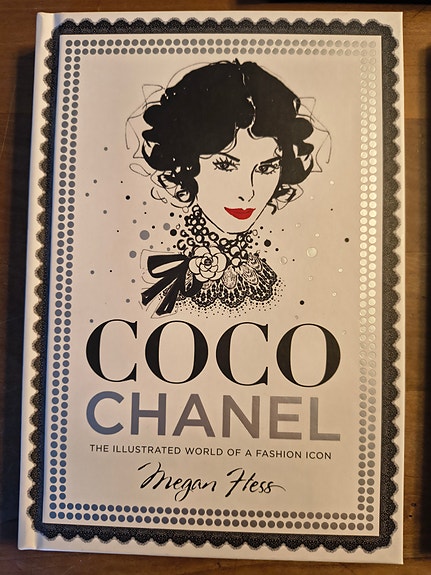 COCO
CHANEL
THE ILLUSTRATED WORLD OF A FASHION ICON
Megan Hess